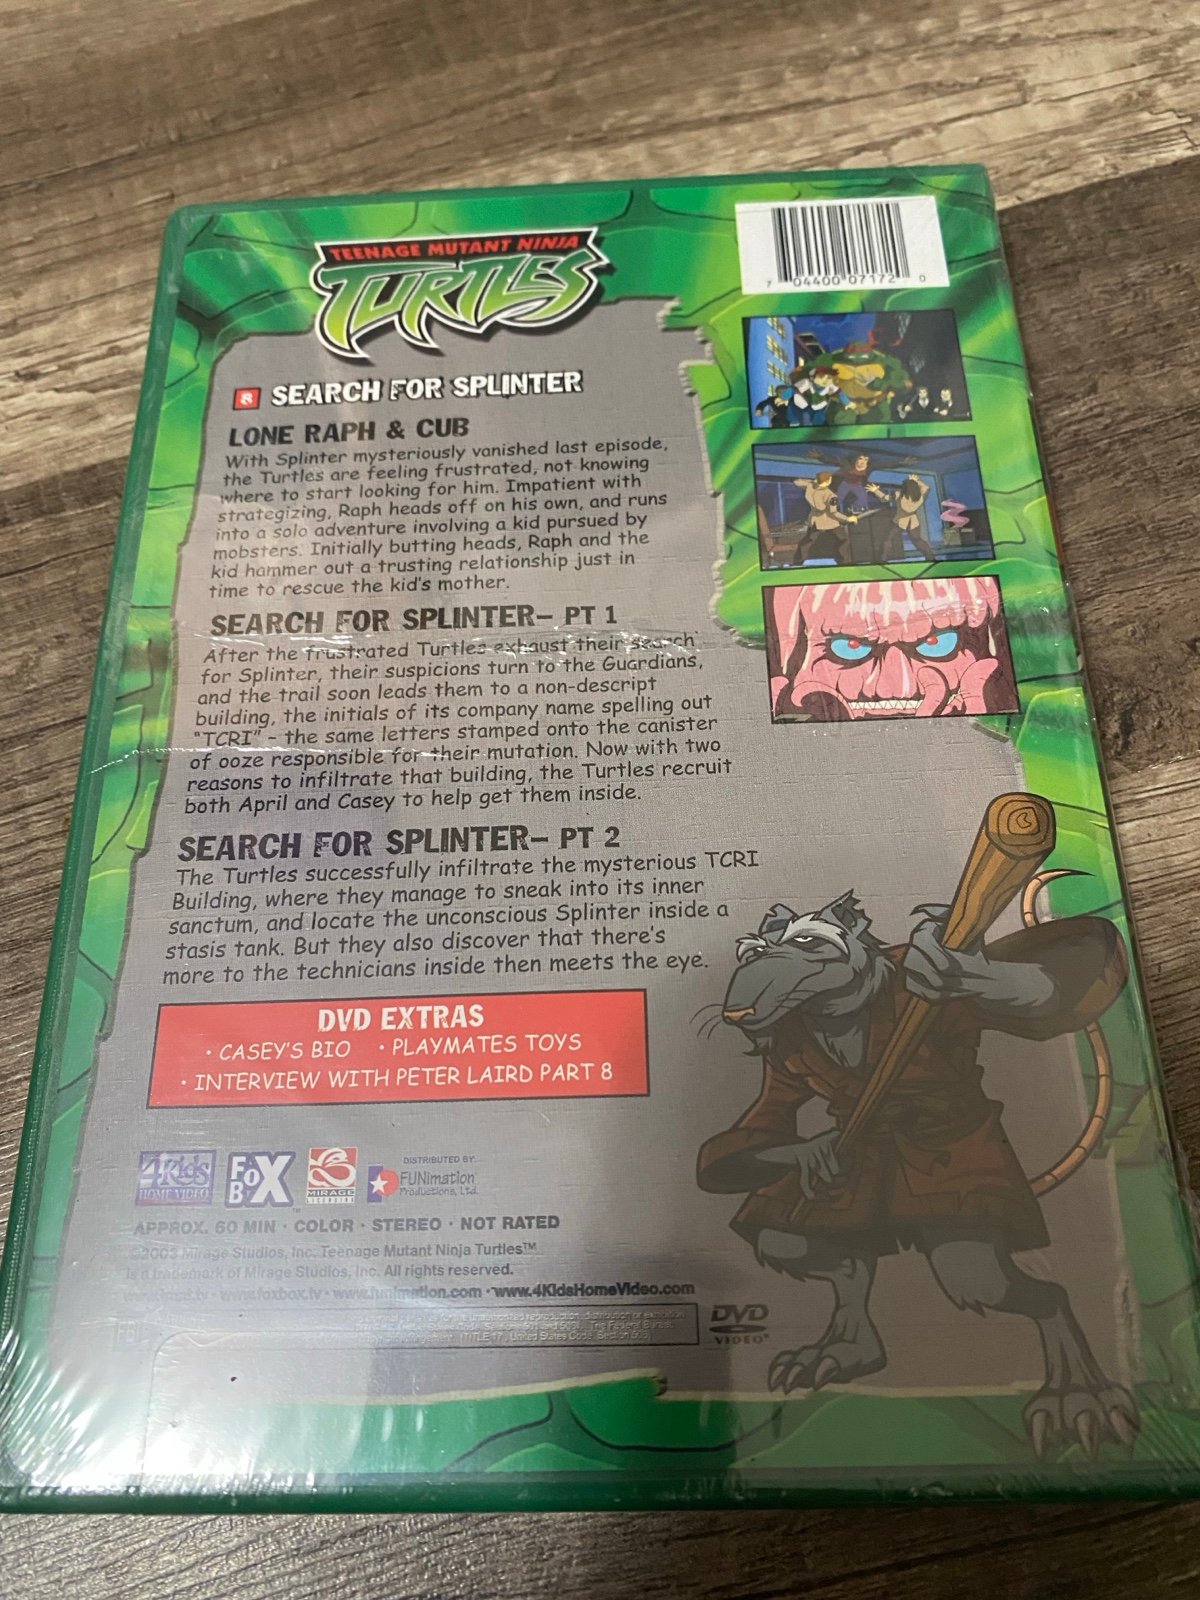 7 04400 07172 0
TEENAGE MUTANT NINJA
TURTLES
8 SEARCH FOR SPLINTER
LONE RAPH & CUB
With Splinter mysteriously vanished last episode,
the Turtles are feeling frustrated, not knowing
where to start looking for him. Impatient with
strategizing, Raph heads off on his own, and runs
into a solo adventure involving a kid pursued by
mobsters. Initially butting heads, Raph and the
kid hammer out a trusting relationship just in
time to rescue the kid's mother.
SEARCH FOR SPLINTER– PT 1
After the frustrated Turtles exhaust their search
for Splinter, their suspicions turn to the Guardians,
and the trail soon leads them to a non-descript
building, the initials of its company name spelling out
"TCRI" – the same letters stamped onto the canister
of ooze responsible for their mutation. Now with two
reasons to infiltrate that building, the Turtles recruit
both April and Casey to help get them inside.
SEARCH FOR SPLINTER– PT 2
The Turtles successfully infiltrate the mysterious TCRI
Building, where they manage to sneak into its inner
sanctum, and locate the unconscious Splinter inside a
stasis tank. But they also discover that there's
more to the technicians inside then meets the eye.
DVD EXTRAS
• CASEY'S BIO • PLAYMATES TOYS
• INTERVIEW WITH PETER LAIRD PART 8
4Kids
HOME VIDEO
FOX
BOX
MIRAGE
LICENSING
DISTRIBUTED BY:
FUNimation
Productions, Ltd.
APPROX. 60 MIN · COLOR · STEREO · NOT RATED
©2003 Mirage Studios, Inc. Teenage Mutant Ninja Turtles™
is a trademark of Mirage Studios, Inc. All rights reserved.
www.foxbox.tv · www.funimation.com · www.4KidsHomeVideo.com
The Federal Bureau
(TITLE 17, United States Code, Section
DVD
VIDEO